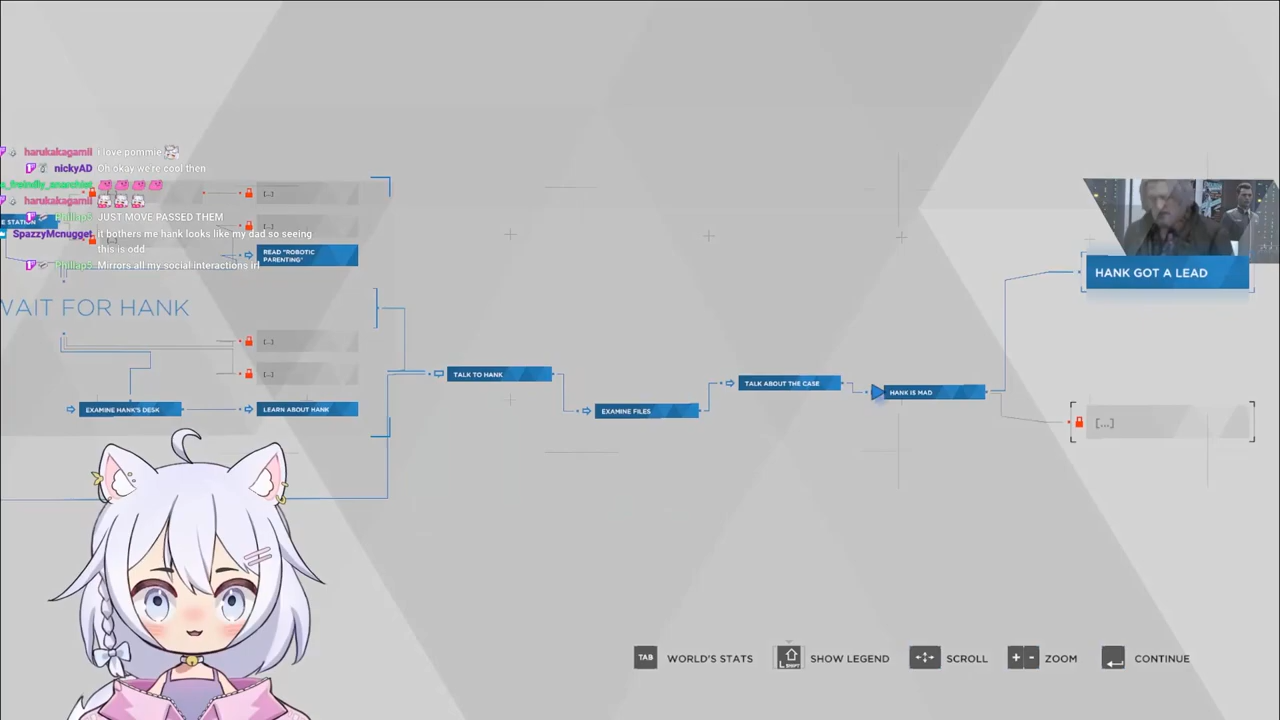 harukakagamii i love pommie
nickyAD Oh okay we're cool then
harukakagamii
Phillap5 JUST MOVE PASSED THEM
SpazzyMcnugget it bothers me hank looks like my dad so seeing
this is odd
Phillap5 Mirrors all my social interactions irl
[...]
READ "ROBOTIC
PARENTING"
WAIT FOR HANK
[...]
[...]
EXAMINE HANK'S DESK
LEARN ABOUT HANK
TALK TO HANK
EXAMINE FILES
TALK ABOUT THE CASE
HANK IS MAD
HANK GOT A LEAD
[...]
TAB WORLD'S STATS
SHOW LEGEND
SCROLL
+ - ZOOM
CONTINUE